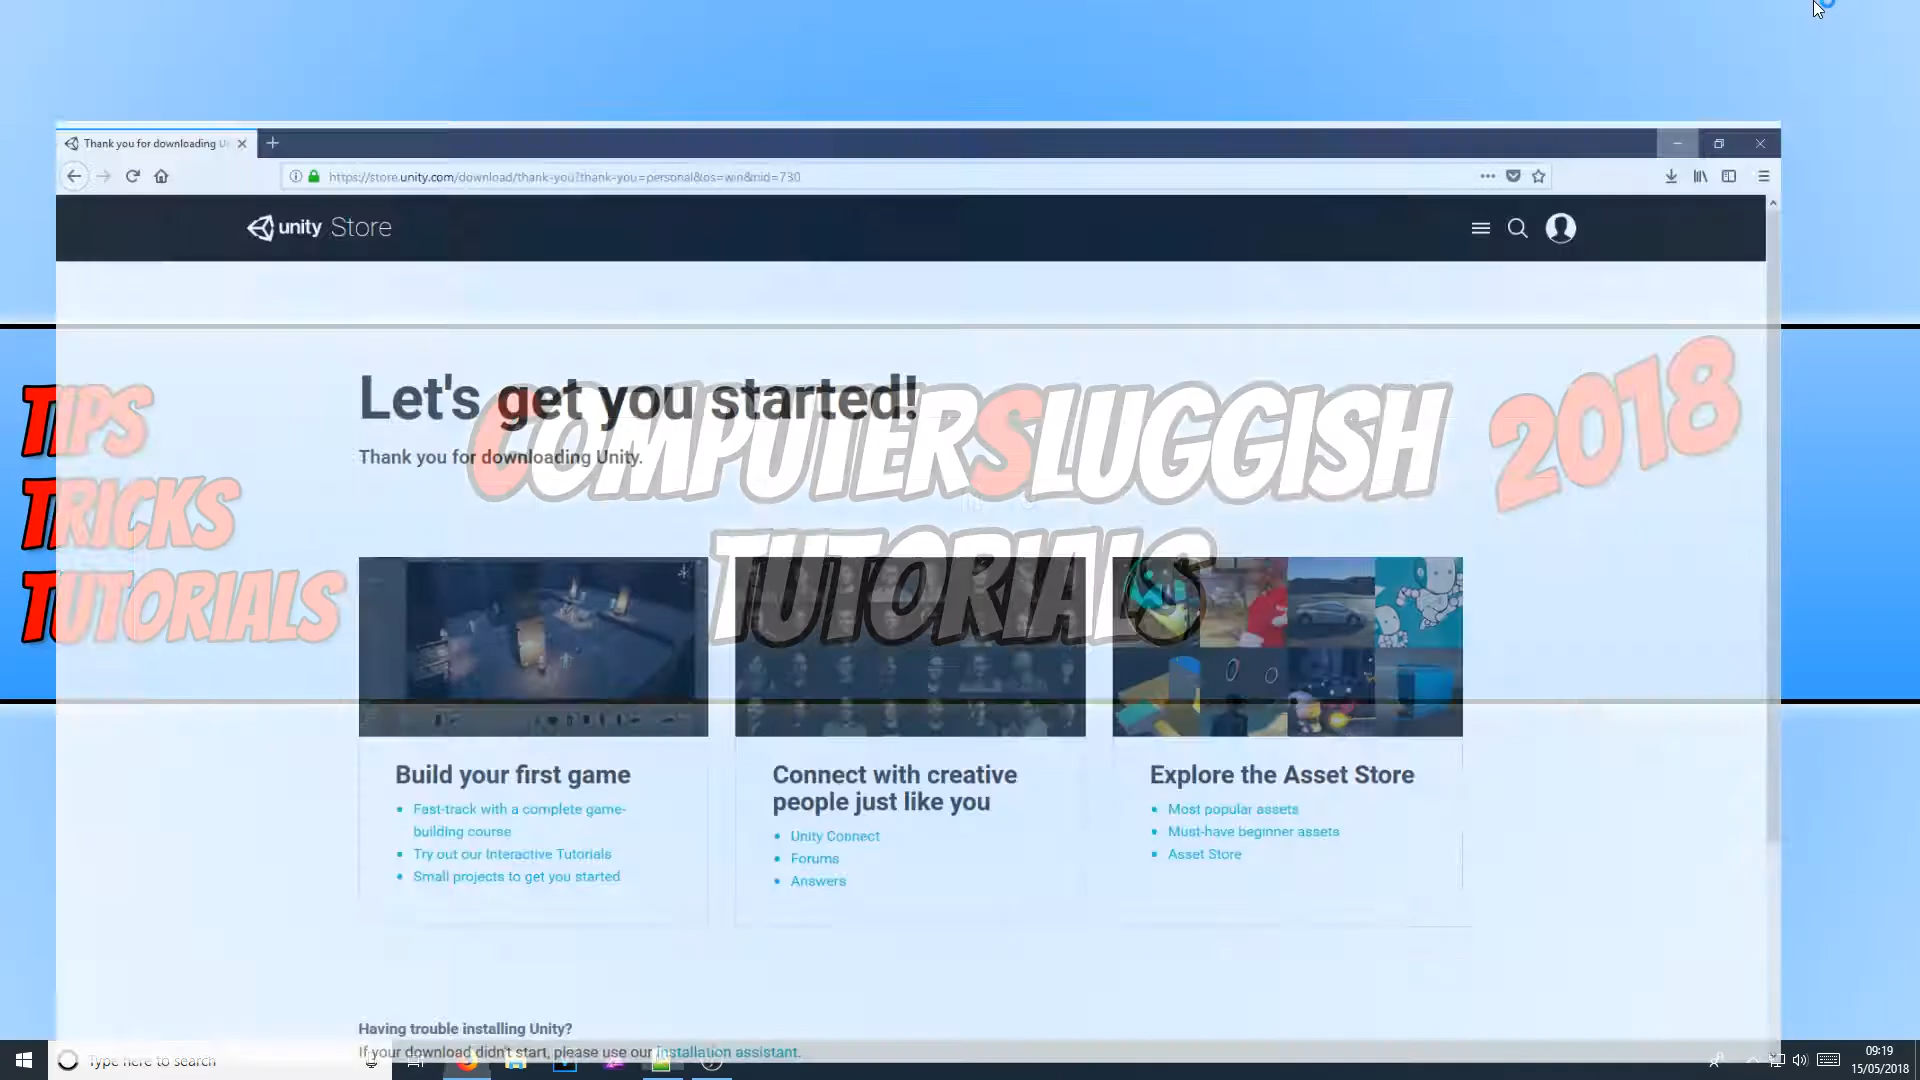 Thank you for downloading U
https://store.unity.com/download/thank-you?thank-you=personal&os=win&nid=730
unity Store
Let's get you started!
Thank you for downloading Unity.
TIPS
TRICKS
TUTORIALS
COMPUTERSLUGGISH
TUTORIALS
2018
Build your first game
Fast-track with a complete game-
building course
Try out our Interactive Tutorials
Small projects to get you started
Connect with creative
people just like you
Unity Connect
Forums
Answers
Explore the Asset Store
Most popular assets
Must-have beginner assets
Asset Store
Having trouble installing Unity?
If your download didn't start, please use our Installation assistant.
Type here to search
09:19
15/05/2018